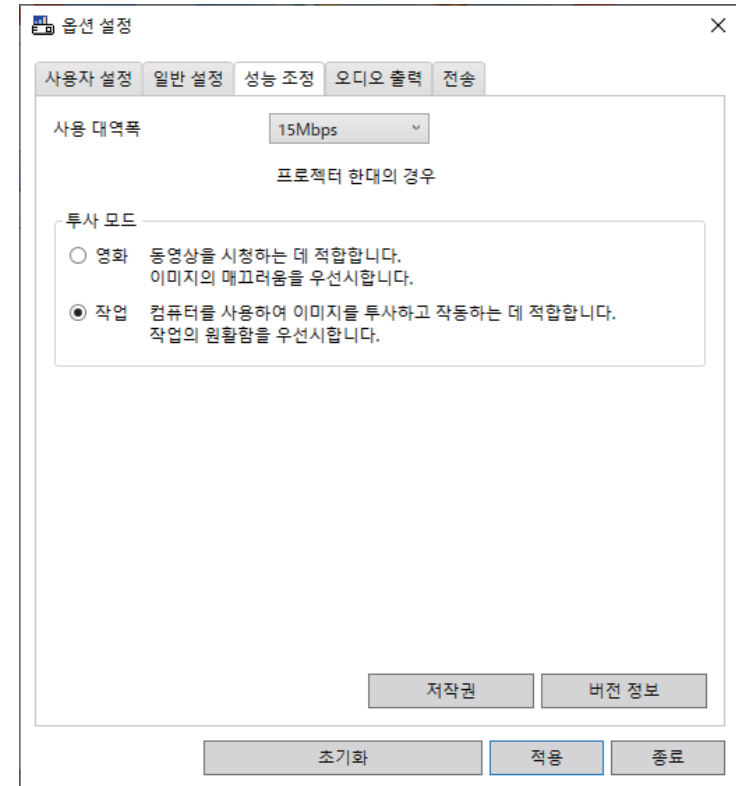 옵션 설정
사용자 설정 일반 설정 성능 조정 오디오 출력 전송
사용 대역폭 15Mbps
프로젝터 한대의 경우
투사 모드
영화 동영상을 시청하는 데 적합합니다.
이미지의 매끄러움을 우선시합니다.
작업 컴퓨터를 사용하여 이미지를 투사하고 작동하는 데 적합합니다.
작업의 원활함을 우선시합니다.
저작권 버전 정보
초기화 적용 종료